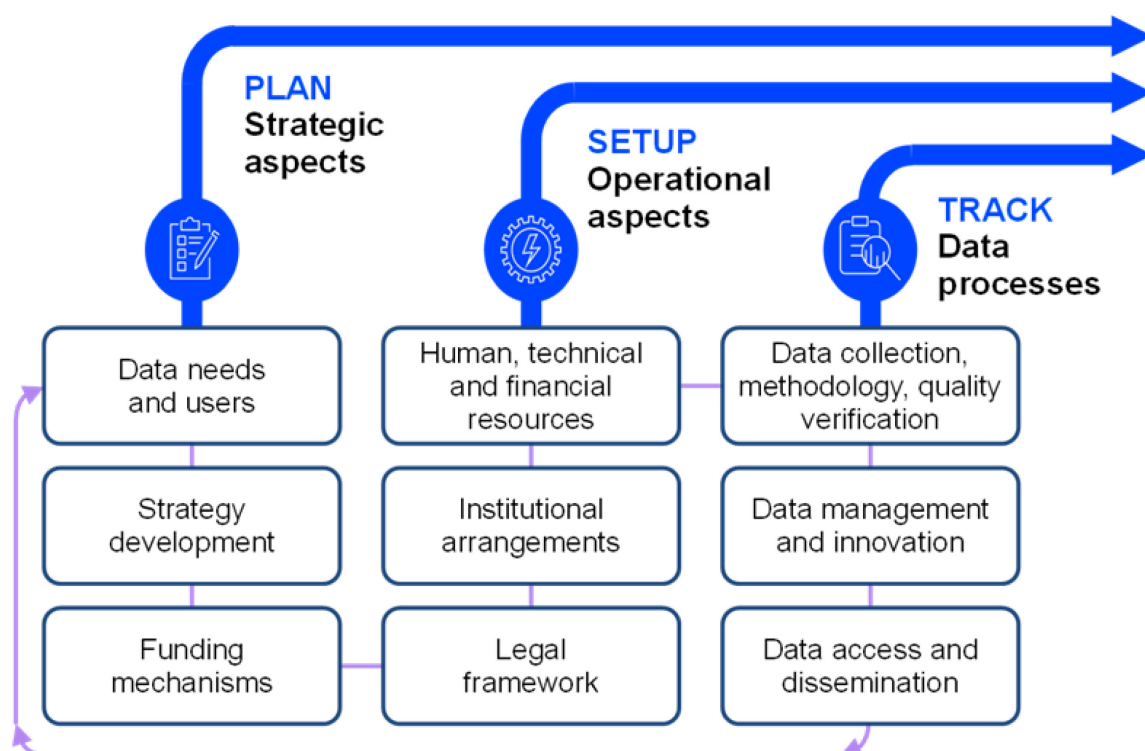 PLAN
Strategic
aspects
SETUP
Operational
aspects
TRACK
Data
processes
Data needs
and users
Human, technical
and financial
resources
Data collection,
methodology, quality
verification
Strategy
development
Institutional
arrangements
Data management
and innovation
Funding
mechanisms
Legal
framework
Data access and
dissemination